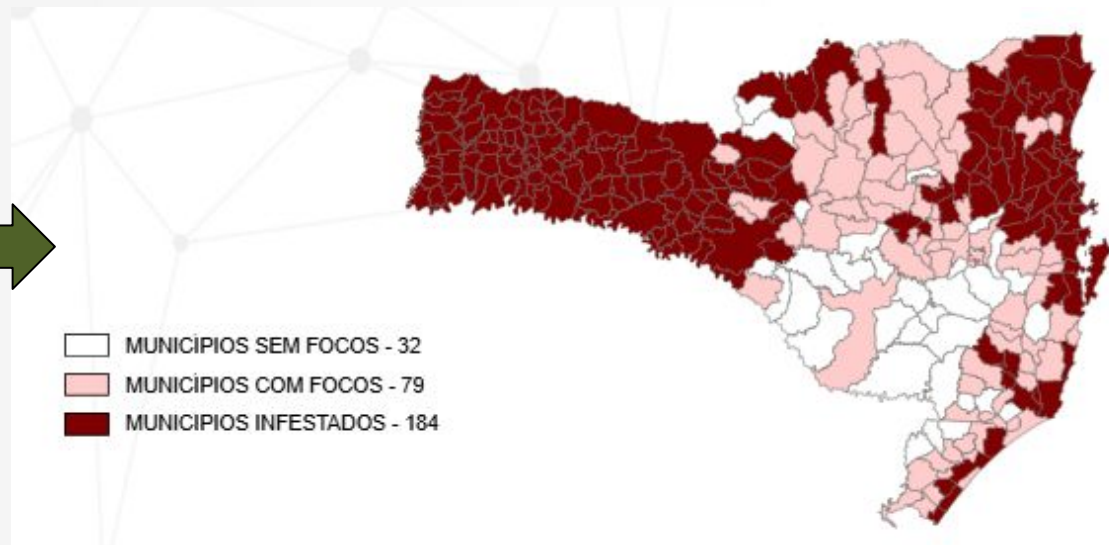 MUNICÍPIOS SEM FOCOS - 32
MUNICÍPIOS COM FOCOS - 79
MUNICIPIOS INFESTADOS - 184